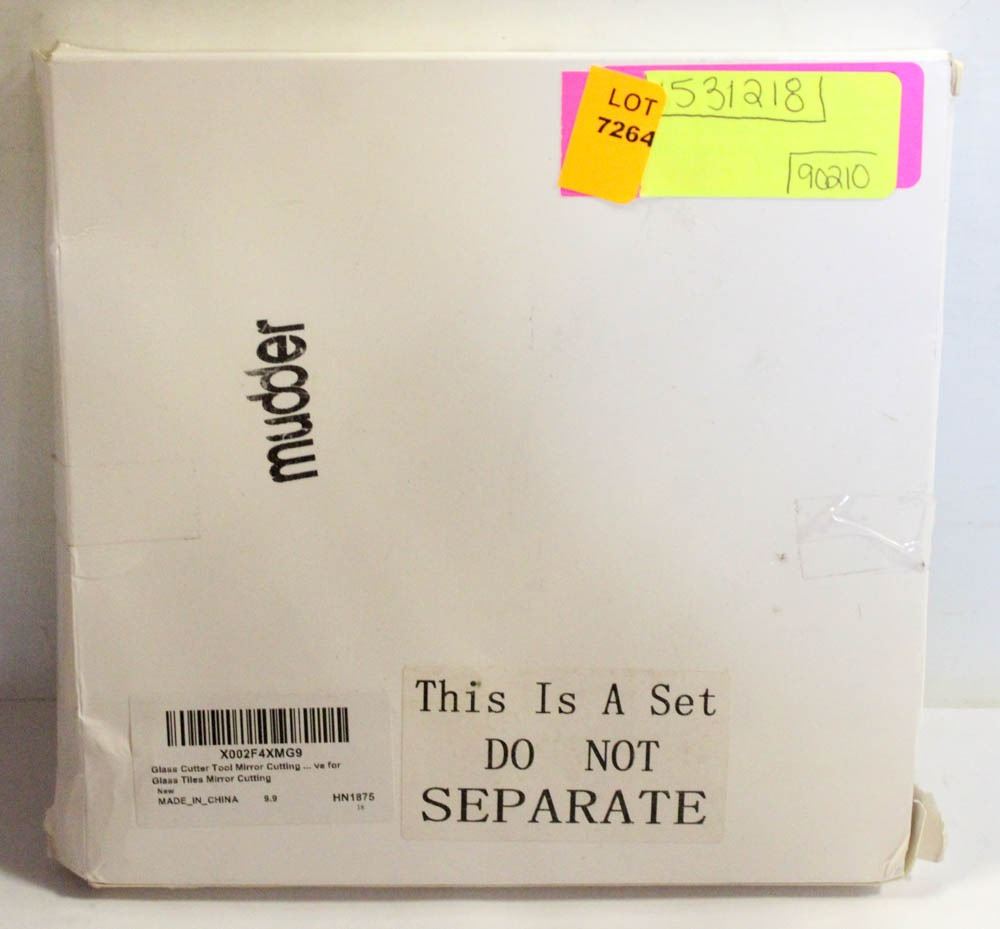 LOT
7264
5312181
90210
mudder
X002F4XMG9
Glass Cutter Tool Mirror Cutting ... ve for
Glass Tiles Mirror Cutting
New
MADE_IN_CHINA 9.9 HN1875
This Is A Set
DO NOT
SEPARATE